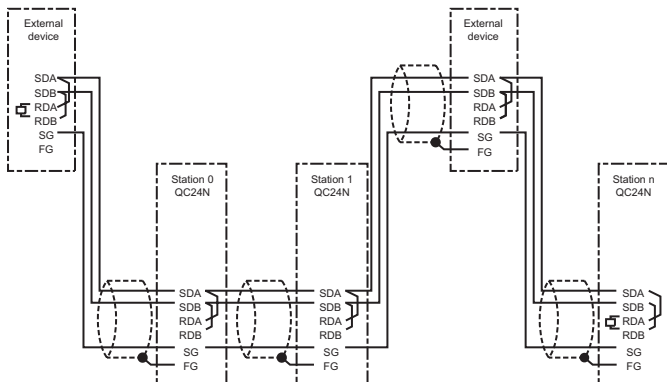 External
device
SDA
SDB
RDA
RDB
SG
FG
Station 0
QC24N
SDA
SDB
RDA
RDB
SG
FG
Station 1
QC24N
SDA
SDB
RDA
RDB
SG
FG
External
device
SDA
SDB
RDA
RDB
SG
FG
Station n
QC24N
SDA
SDB
RDA
RDB
SG
FG